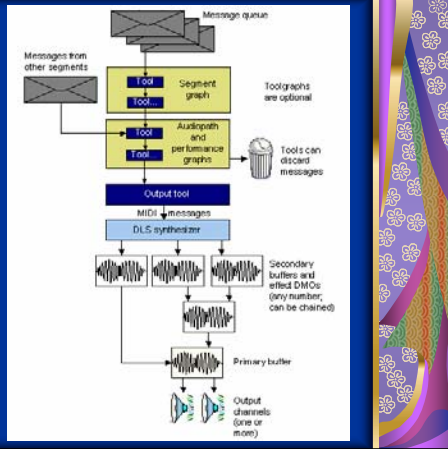 Message queue
Messages from
other segments
Tool
Tool...
Segment
graph
Toolgraphs
are optional
Tool
Tool...
Audiopath
and
performance
graphs
Tools can
discard
messages
Output tool
MIDI messages
DLS synthesizer
Secondary
buffers and
effect DMOs
(any number;
can be chained)
Primary buffer
Output
channels
(one or
more)